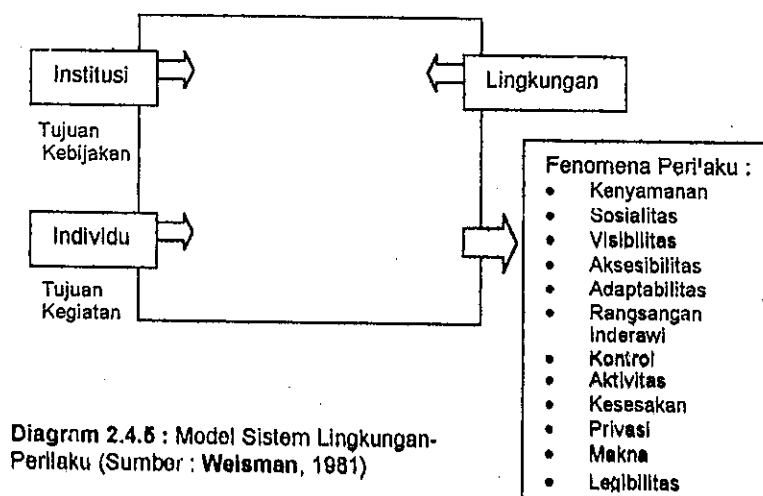 Institusi
Lingkungan
Tujuan
Kebijakan
Individu
Tujuan
Kegiatan
Fenomena Perilaku :
• Kenyamanan
• Sosialitas
• Visibilitas
• Aksesibilitas
• Adaptabilitas
• Rangsangan
Inderawi
• Kontrol
• Aktivitas
• Kesesakan
• Privasi
• Makna
• Legibilitas
Diagram 2.4.5 : Model Sistem Lingkungan-
Perilaku (Sumber : Weisman, 1981)